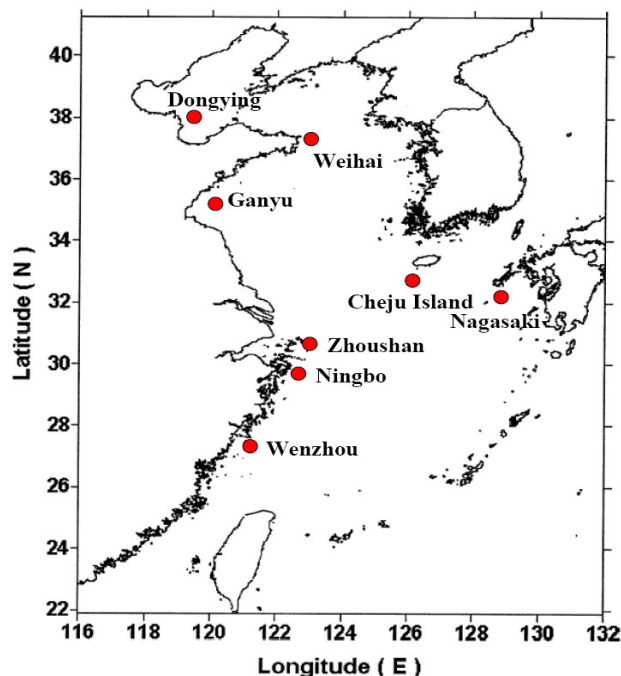 40
38
36
34
32
30
28
26
24
22
Latitude ( N )
Dongying
Weihai
Ganyu
Cheju Island
Nagasaki
Zhoushan
Ningbo
Wenzhou
116 118 120 122 124 126 128 130 132
Longitude ( E )